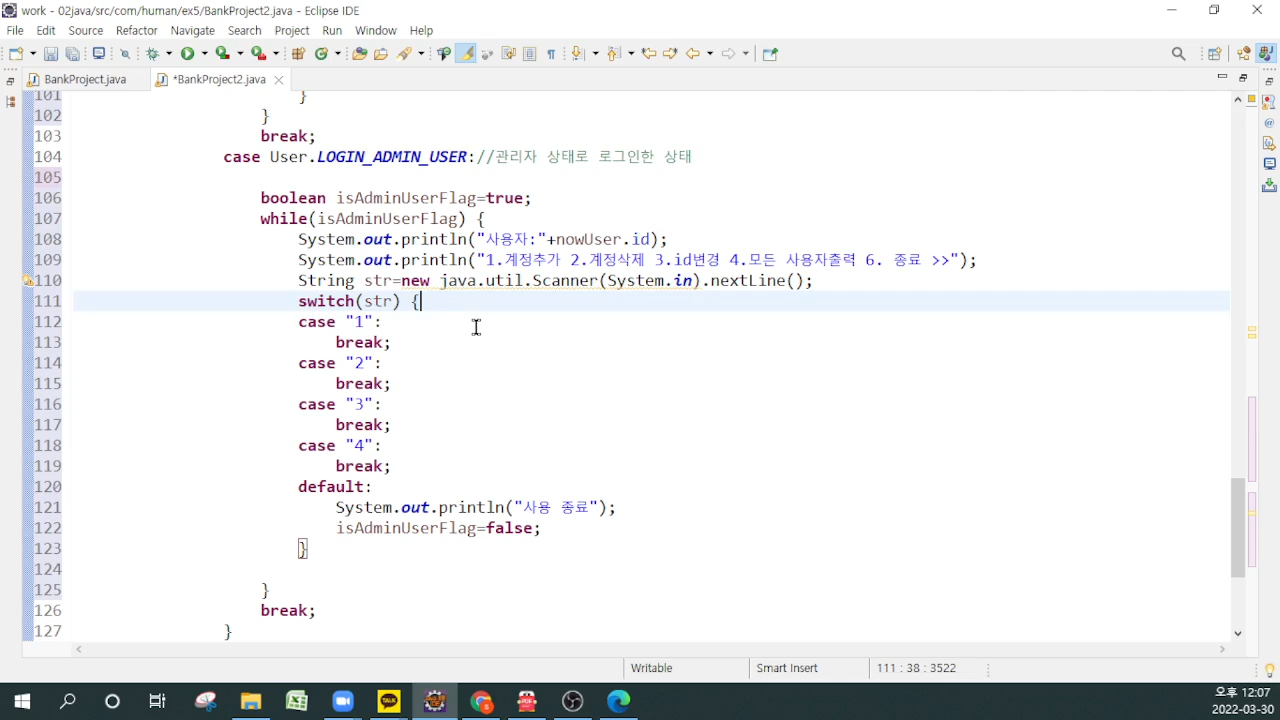 work - 02java/src/com/human/ex5/BankProject2.java - Eclipse IDE
File Edit Source Refactor Navigate Search Project Run Window Help
BankProject.java *BankProject2.java
101 }
102 }
103 break;
104 case User.LOGIN_ADMIN_USER://관리자 상태로 로그인한 상태
105
106 boolean isAdminUserFlag=true;
107 while(isAdminUserFlag) {
108 System.out.println("사용자:"+nowUser.id);
109 System.out.println("1.계정추가 2.계정삭제 3.id변경 4.모든 사용자출력 6. 종료 >>");
110 String str=new java.util.Scanner(System.in).nextLine();
111 switch(str) {
112 case "1":
113 break;
114 case "2":
115 break;
116 case "3":
117 break;
118 case "4":
119 break;
120 default:
121 System.out.println("사용 종료");
122 isAdminUserFlag=false;
123 }
124
125 }
126 break;
127 }
Writable Smart Insert 111 : 38 : 3522
오후 12:07
2022-03-30